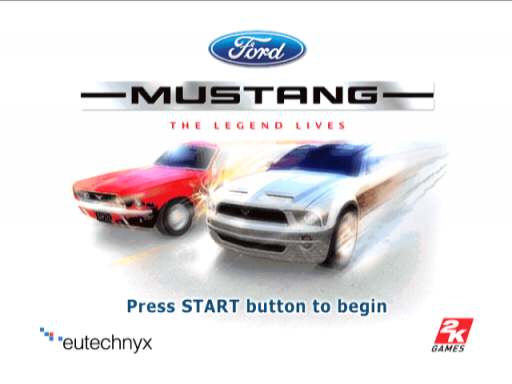 Ford
MUSTANG
THE LEGEND LIVES
Press START button to begin
eutechnyx
2K
GAMES